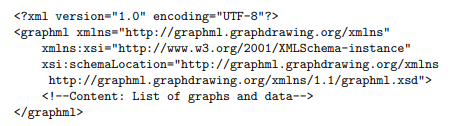 <?xml version="1.0" encoding="UTF-8"?>
<graphml xmlns="http://graphml.graphdrawing.org/xmlns"
xmlns:xsi="http://www.w3.org/2001/XMLSchema-instance"
xsi:schemaLocation="http://graphml.graphdrawing.org/xmlns
http://graphml.graphdrawing.org/xmlns/1.1/graphml.xsd">
<!--Content: List of graphs and data-->
</graphml>